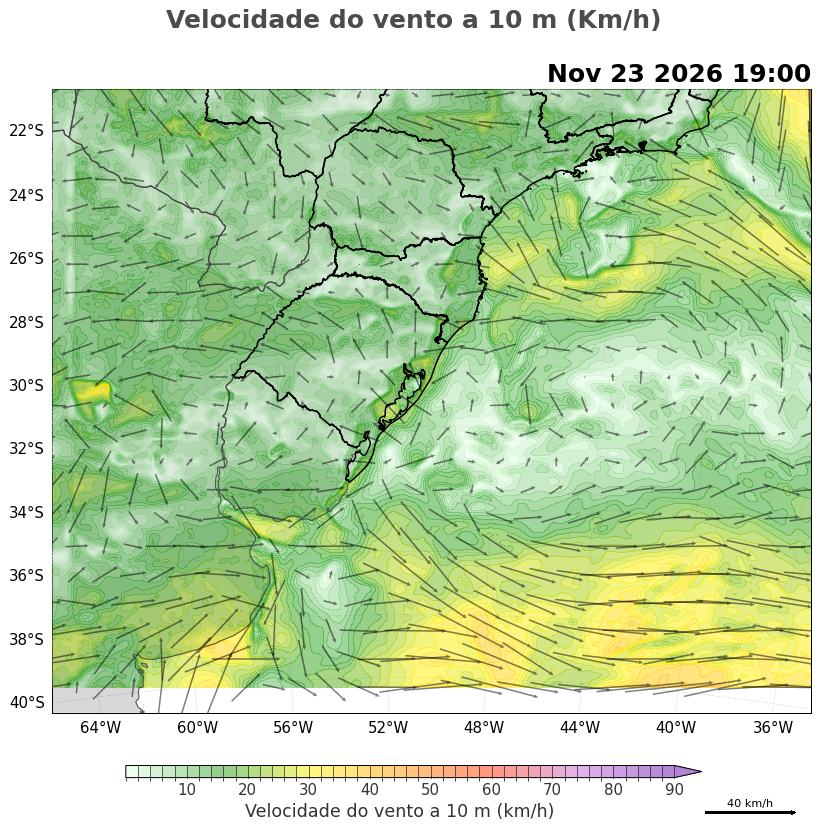 Velocidade do vento a 10 m (Km/h)
Nov 23 2026 19:00
22°S
24°S
26°S
28°S
30°S
32°S
34°S
36°S
38°S
40°S
64°W 60°W 56°W 52°W 48°W 44°W 40°W 36°W
10 20 30 40 50 60 70 80 90
Velocidade do vento a 10 m (km/h)
40 km/h